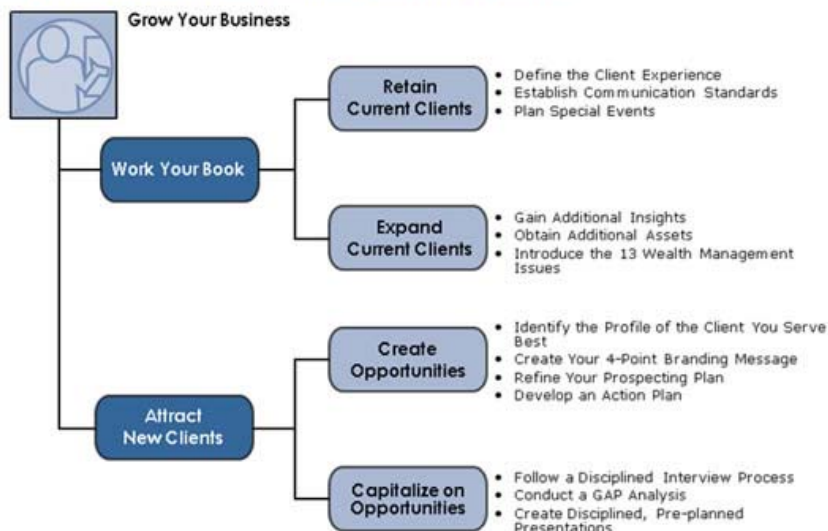 Grow Your Business
Retain
Current Clients
• Define the Client Experience
• Establish Communication Standards
• Plan Special Events
Work Your Book
Expand
Current Clients
• Gain Additional Insights
• Obtain Additional Assets
• Introduce the 13 Wealth Management
Issues
Create
Opportunities
• Identify the Profile of the Client You Serve
Best
• Create Your 4-Point Branding Message
• Refine Your Prospecting Plan
• Develop an Action Plan
Attract
New Clients
Capitalize on
Opportunities
• Follow a Disciplined Interview Process
• Conduct a GAP Analysis
• Create Disciplined, Pre-planned
Presentations